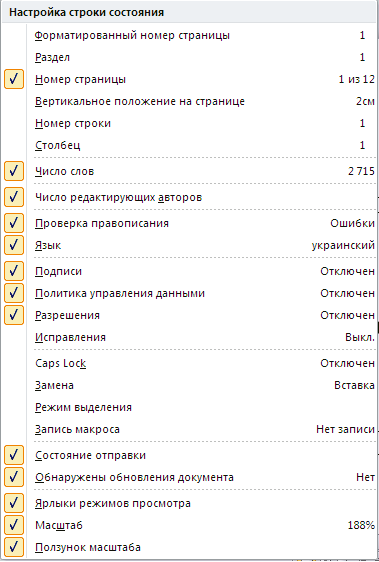 Настройка строки состояния
Форматированный номер страницы 1
Раздел 1
Номер страницы 1 из 12
Вертикальное положение на странице 2см
Номер строки 1
Столбец 1
Число слов 2 715
Число редактирующих авторов
Проверка правописания Ошибки
Язык украинский
Подписи Отключен
Политика управления данными Отключен
Разрешения Отключен
Исправления Выкл.
Caps Lock Отключен
Замена Вставка
Режим выделения
Запись макроса Нет записи
Состояние отправки
Обнаружены обновления документа Нет
Ярлыки режимов просмотра
Масштаб 188%
Ползунок масштаба